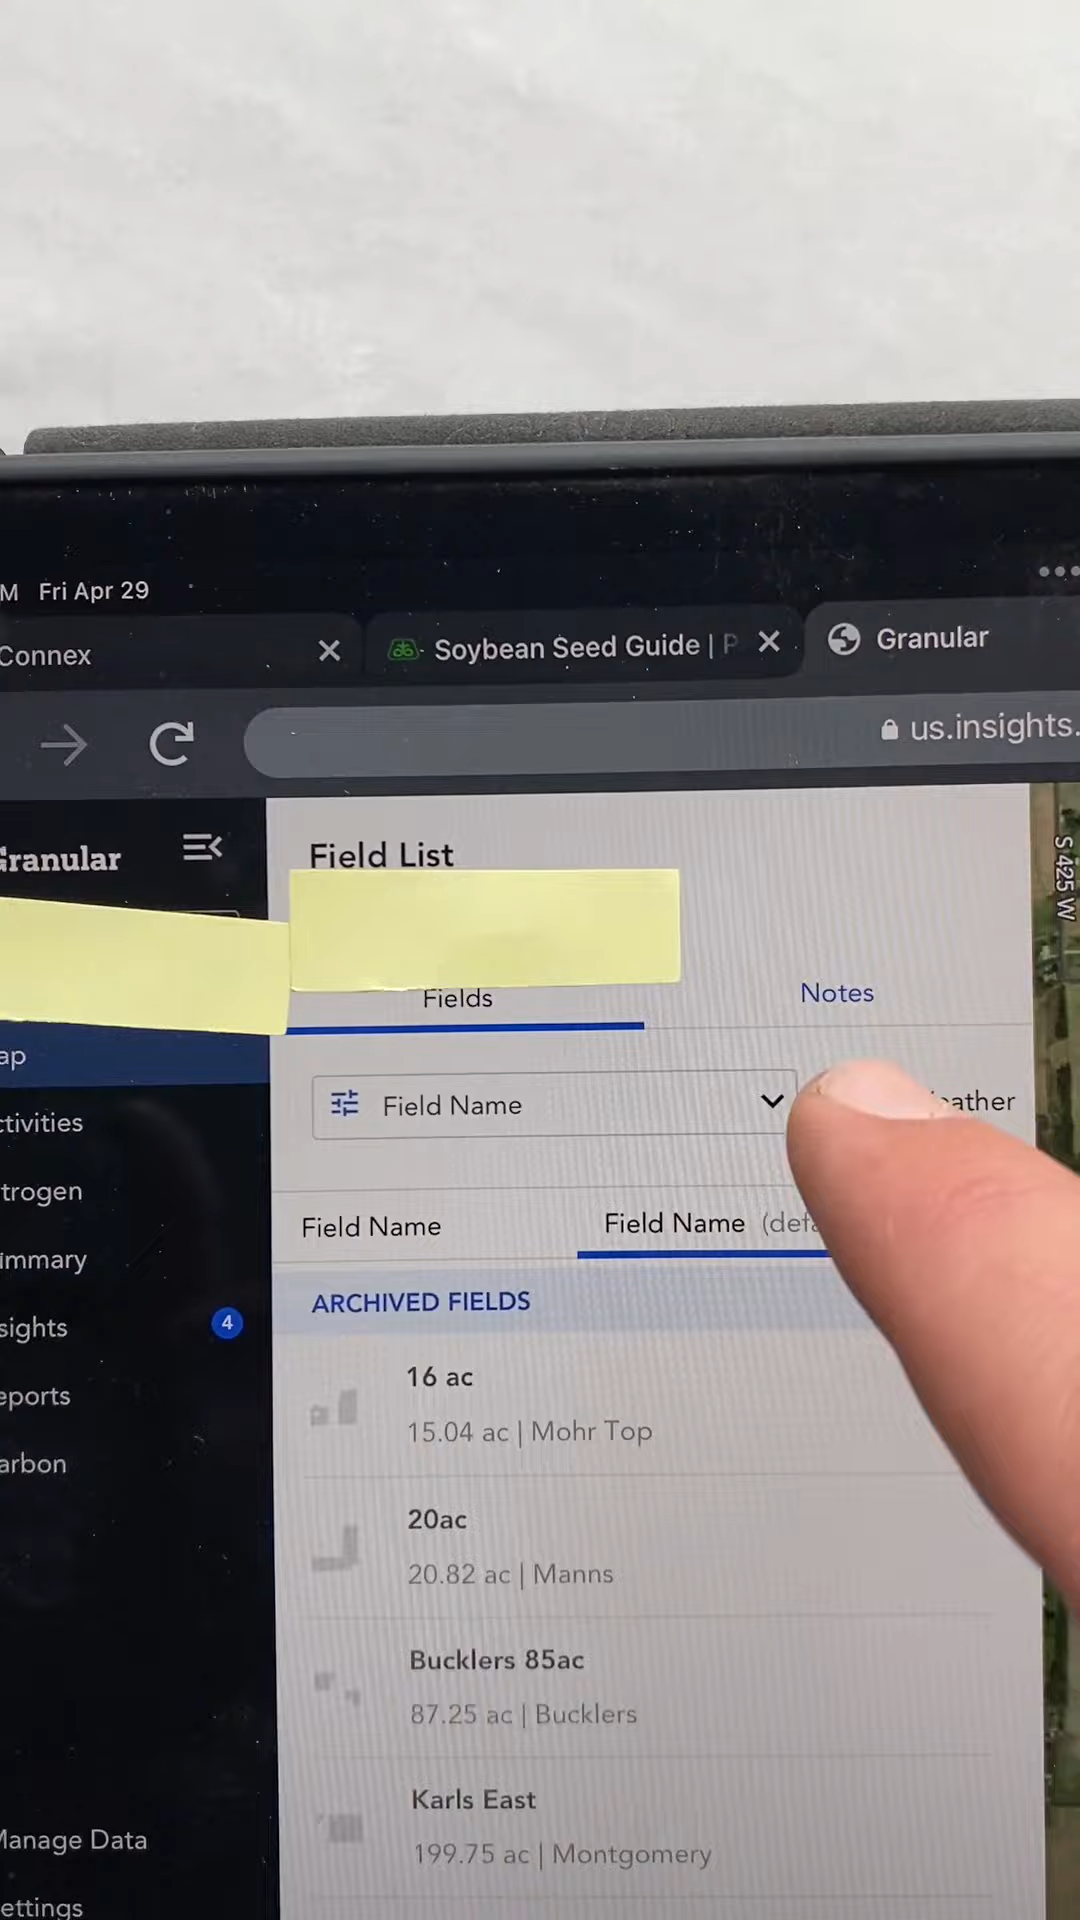 Fri Apr 29
Connex
Soybean Seed Guide |
Granular
us.insights.
Granular
Field List
Fields
Notes
Field Name
Field Name
Field Name (def
ARCHIVED FIELDS
16 ac
15.04 ac | Mohr Top
20ac
20.82 ac | Manns
Bucklers 85ac
87.25 ac | Bucklers
Karls East
199.75 ac | Montgomery
ap
ctivities
trogen
ummary
sights
4
eports
arbon
Manage Data
ettings
S 425 W
eather